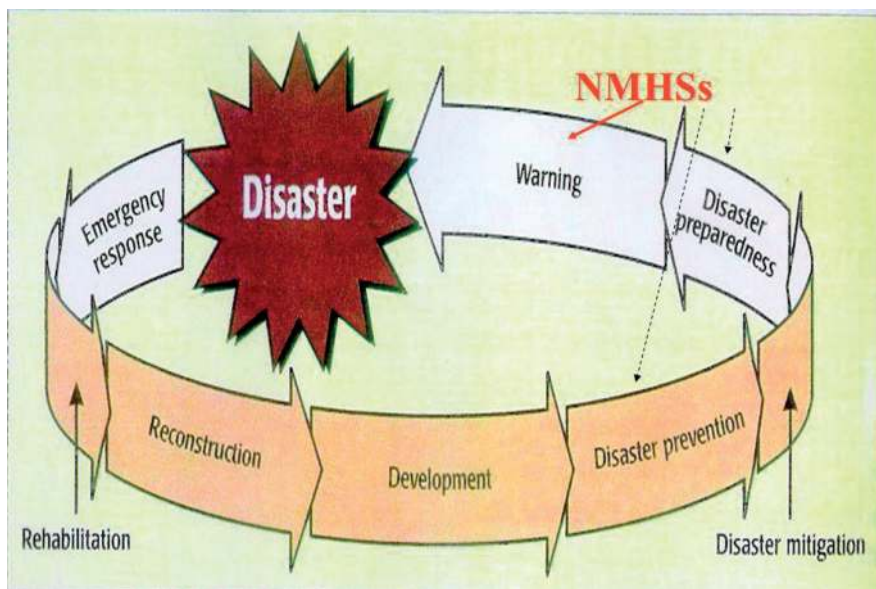 NMHSs
Warning
Disaster
preparedness
Disaster
Emergency
response
Rehabilitation
Reconstruction
Development
Disaster prevention
Disaster mitigation